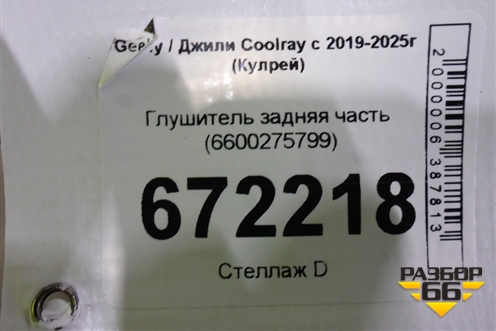 Geely / Джили Coolray с 2019-2025г
(Кулрей)
Глушитель задняя часть
(6600275799)
672218
Стеллаж D
2000006387813
РАЗБОР
66